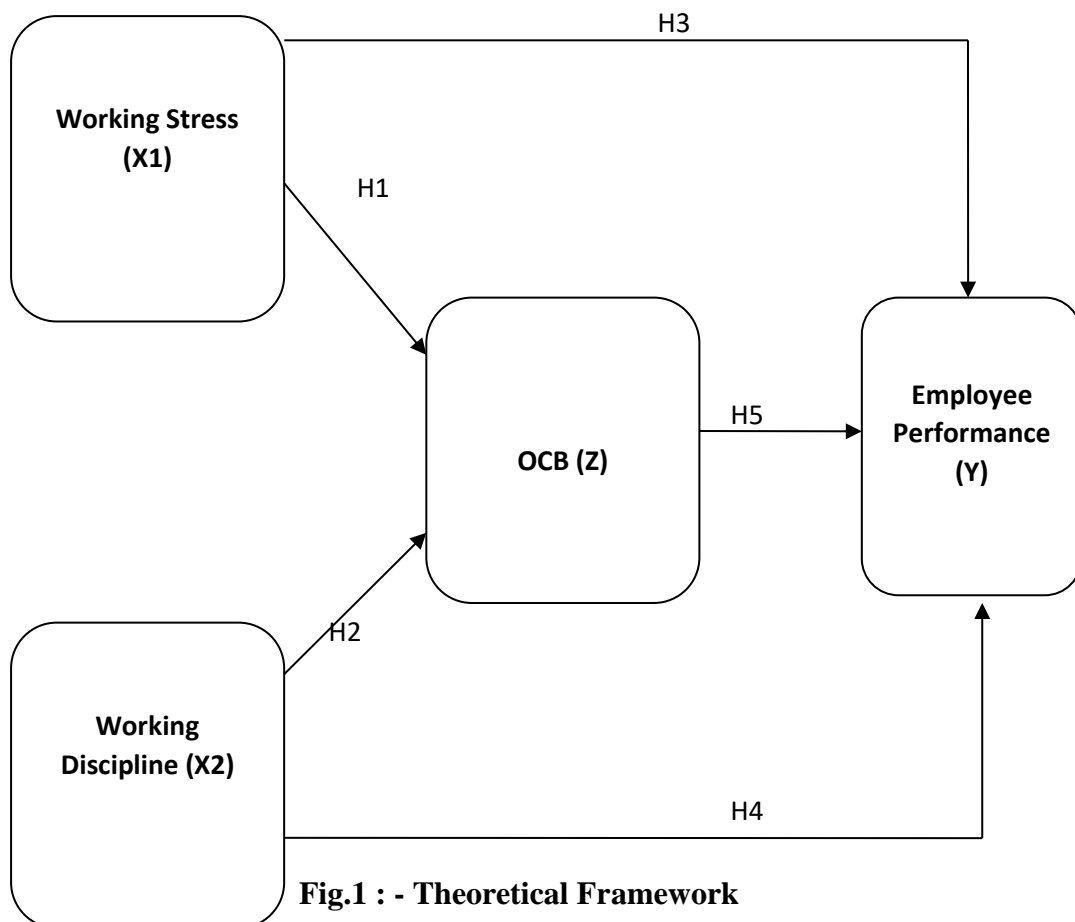 H3
Working Stress
(X1)
H1
Employee
Performance
(Y)
H5
OCB (Z)
H2
Working
Discipline (X2)
H4
Fig.1 : - Theoretical Framework